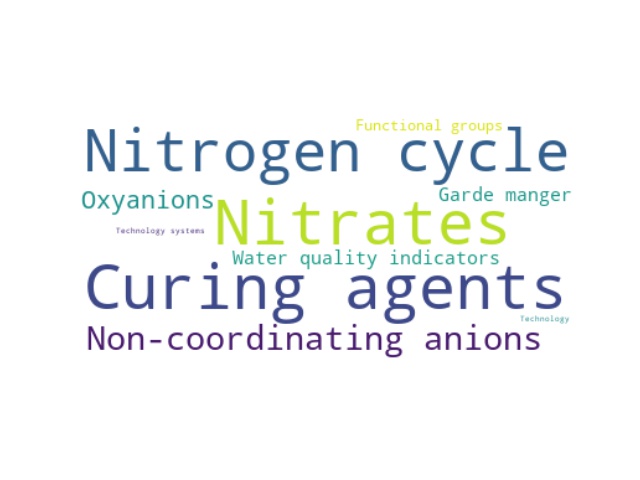 Functional groups
Nitrogen cycle
Oxyanions
Garde manger
Nitrates
Technology systems
Water quality indicators
Curing agents
Technology
Non-coordinating anions